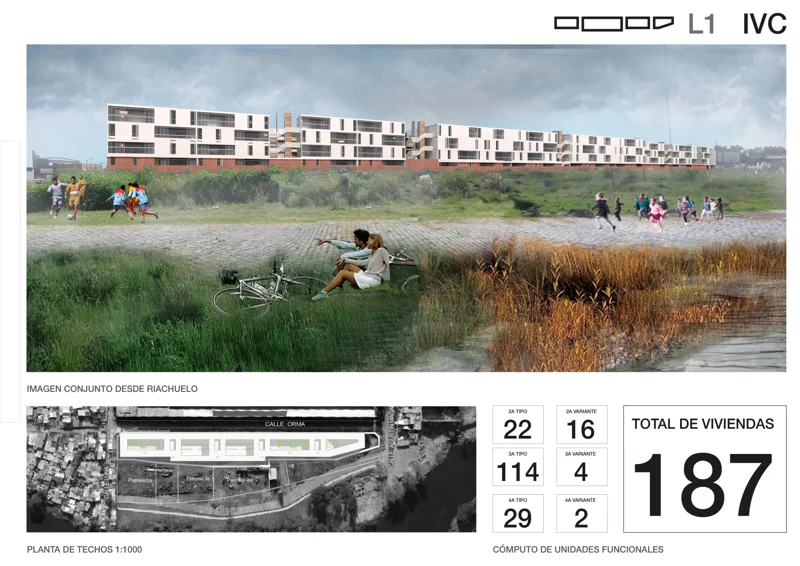 L1 IVC
IMAGEN CONJUNTO DESDE RIACHUELO
CALLE ORMA
PLANTA DE TECHOS 1:1000
2A TIPO
22
2A VARIANTE
16
3A TIPO
114
3A VARIANTE
4
4A TIPO
29
4A VARIANTE
2
TOTAL DE VIVIENDAS
187
CÓMPUTO DE UNIDADES FUNCIONALES